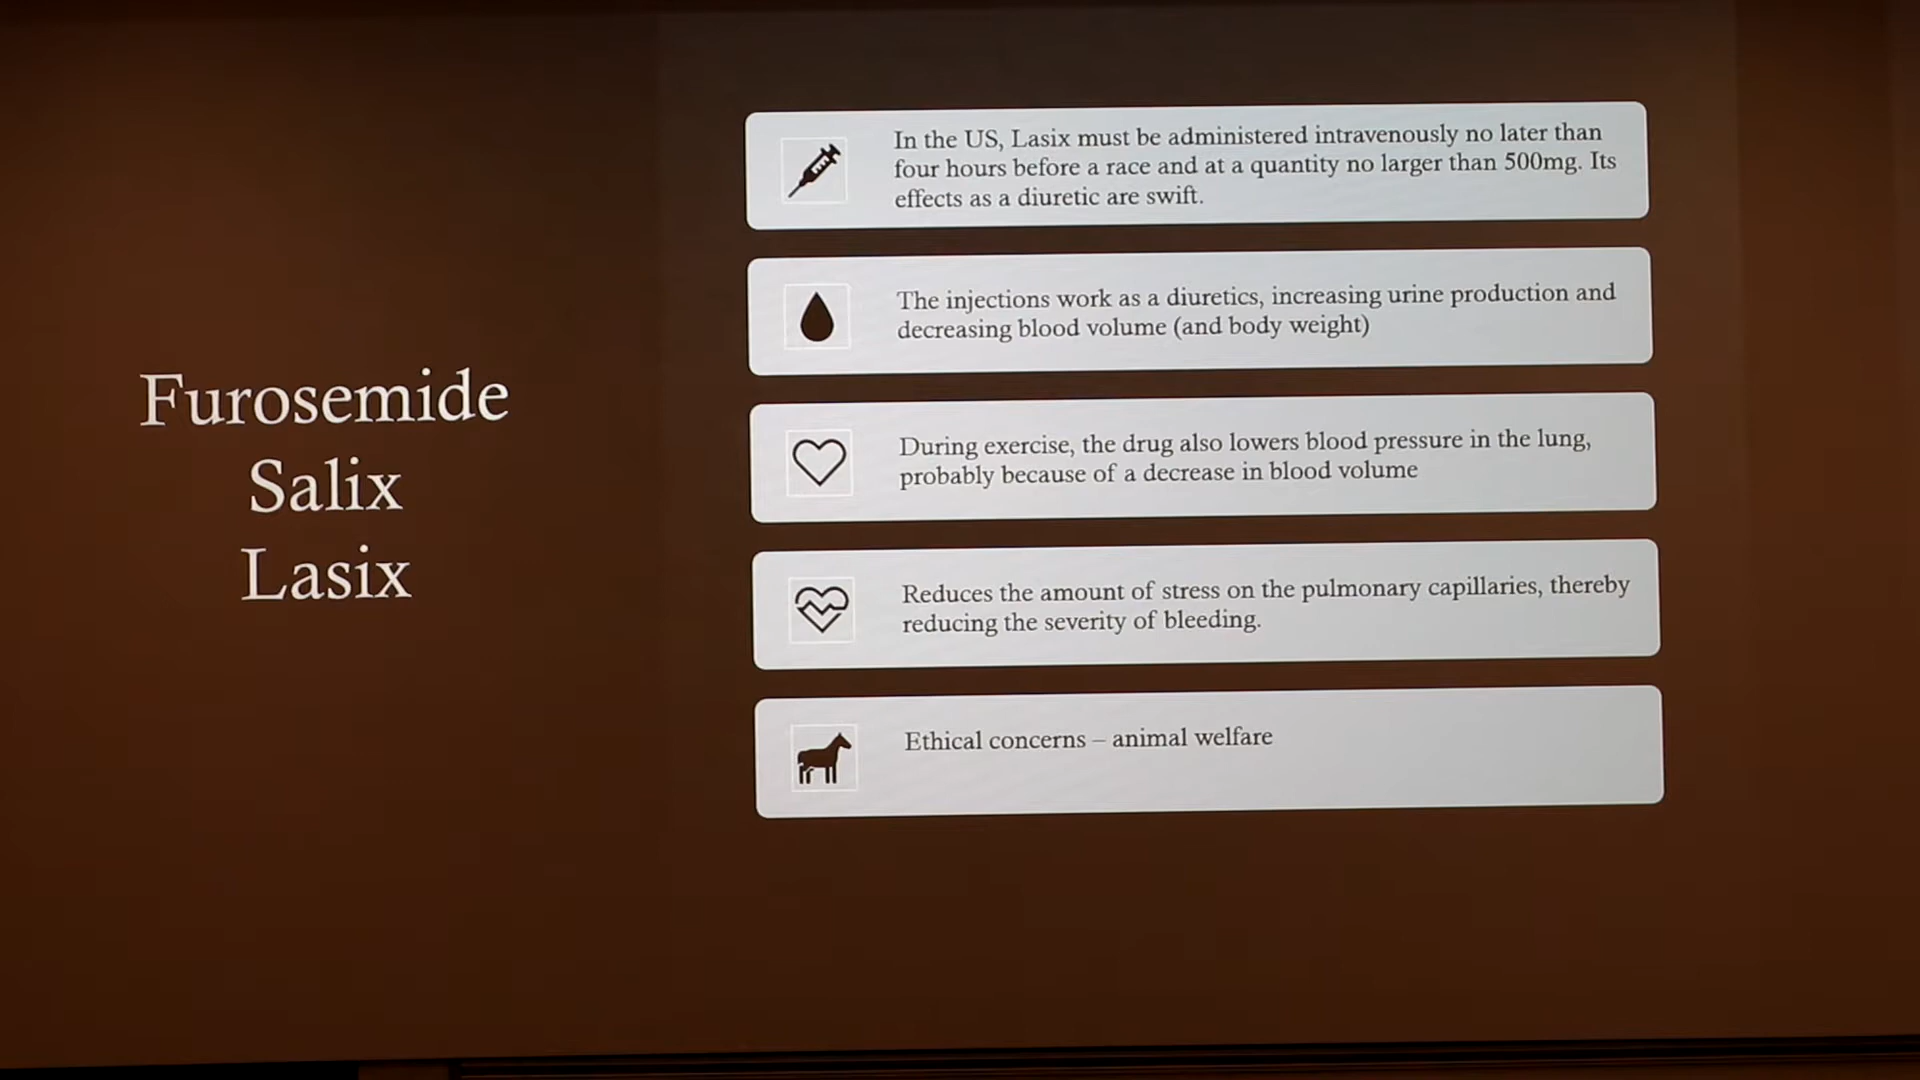 Furosemide
Salix
Lasix
In the US, Lasix must be administered intravenously no later than
four hours before a race and at a quantity no larger than 500mg. Its
effects as a diuretic are swift.
The injections work as a diuretics, increasing urine production and
decreasing blood volume (and body weight)
During exercise, the drug also lowers blood pressure in the lung,
probably because of a decrease in blood volume
Reduces the amount of stress on the pulmonary capillaries, thereby
reducing the severity of bleeding.
Ethical concerns – animal welfare